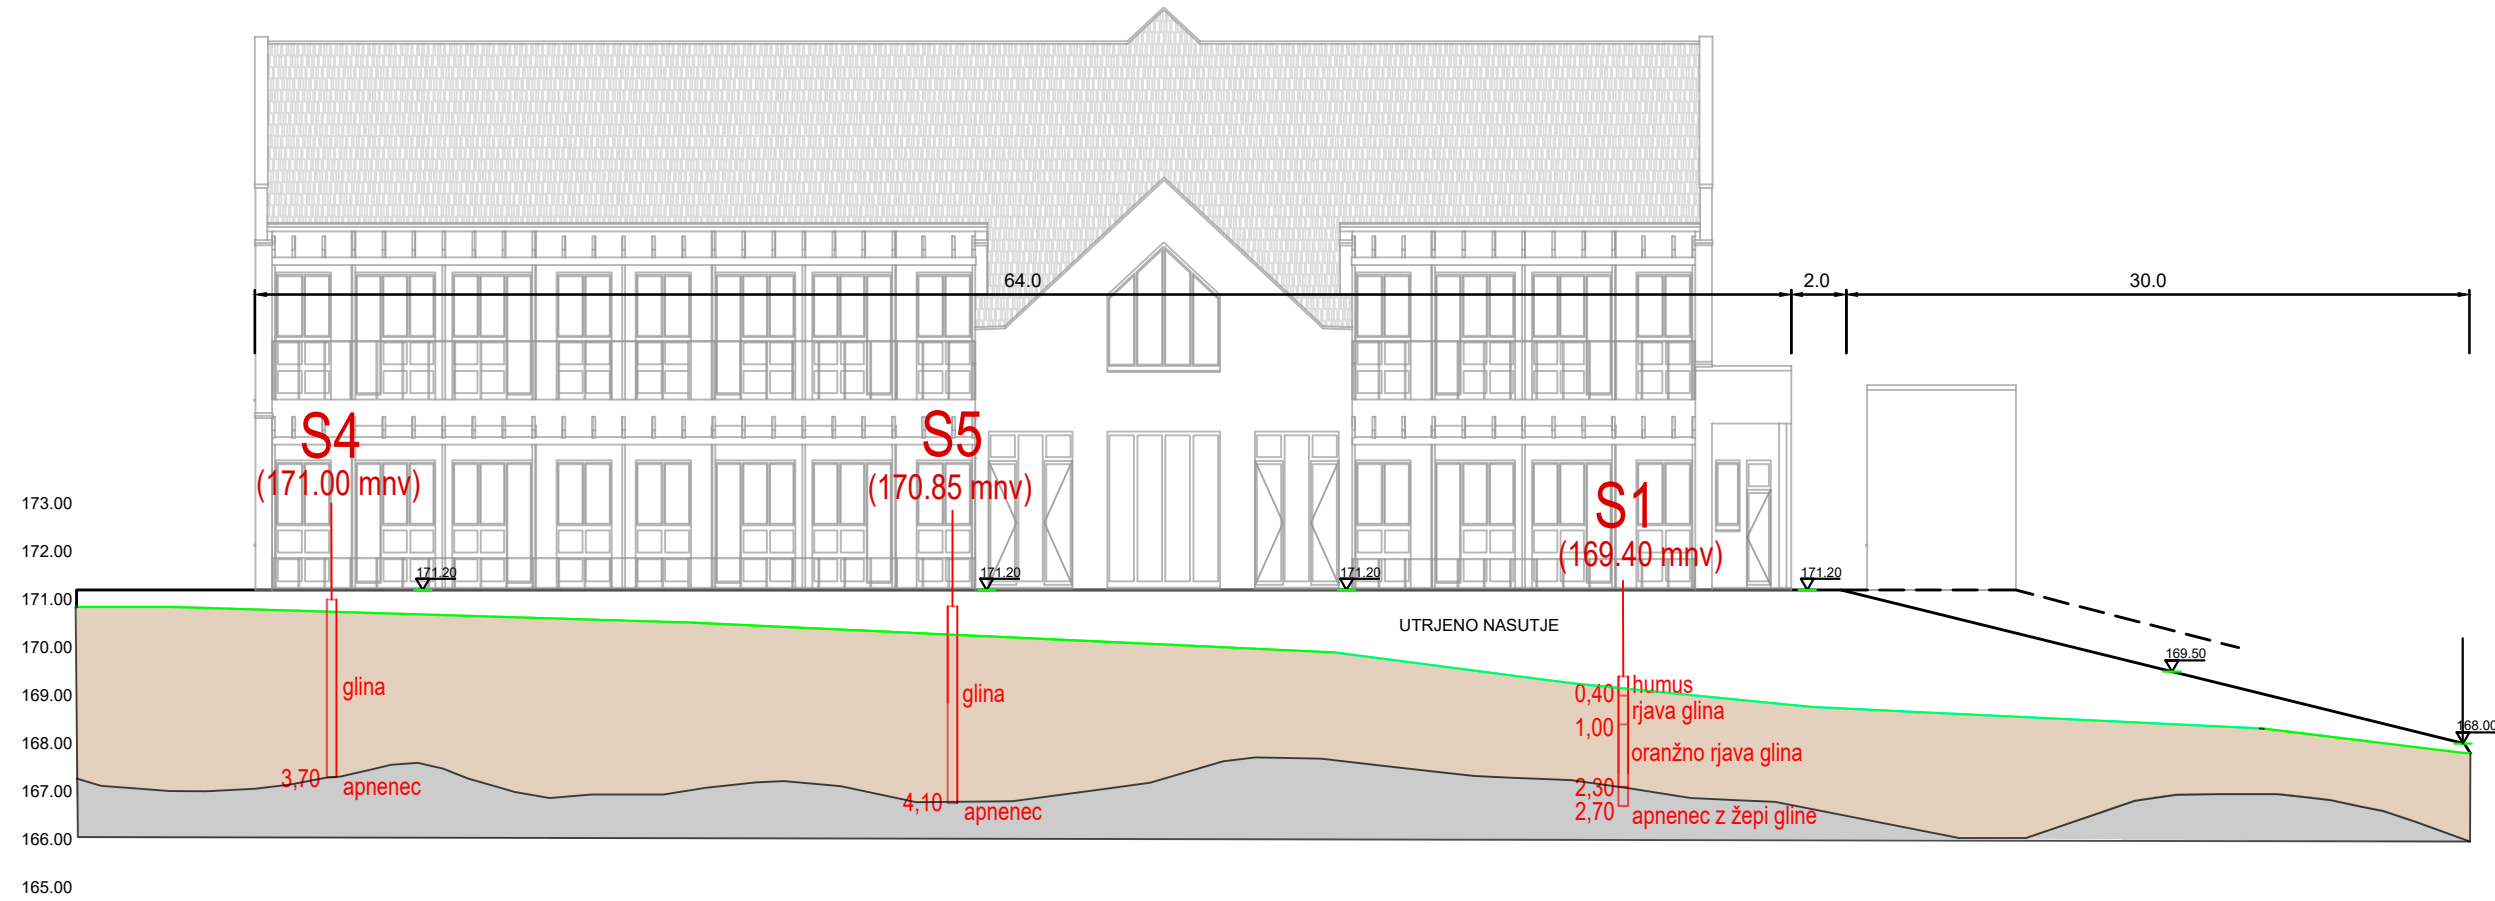 64.0
2.0
30.0
S4
(171.00 mnv)
S5
(170.85 mnv)
S1
(169.40 mnv)
173.00
172.00
171.00
170.00
169.00
168.00
167.00
166.00
165.00
171.20
171.20
171.20
171.20
UTRJENO NASUTJE
169.50
168.00
glina
3,70
apnenec
glina
4,10
apnenec
humus
0,40
rjava glina
1,00
oranžno rjava glina
2,30
2,70
apnenec z žepi gline